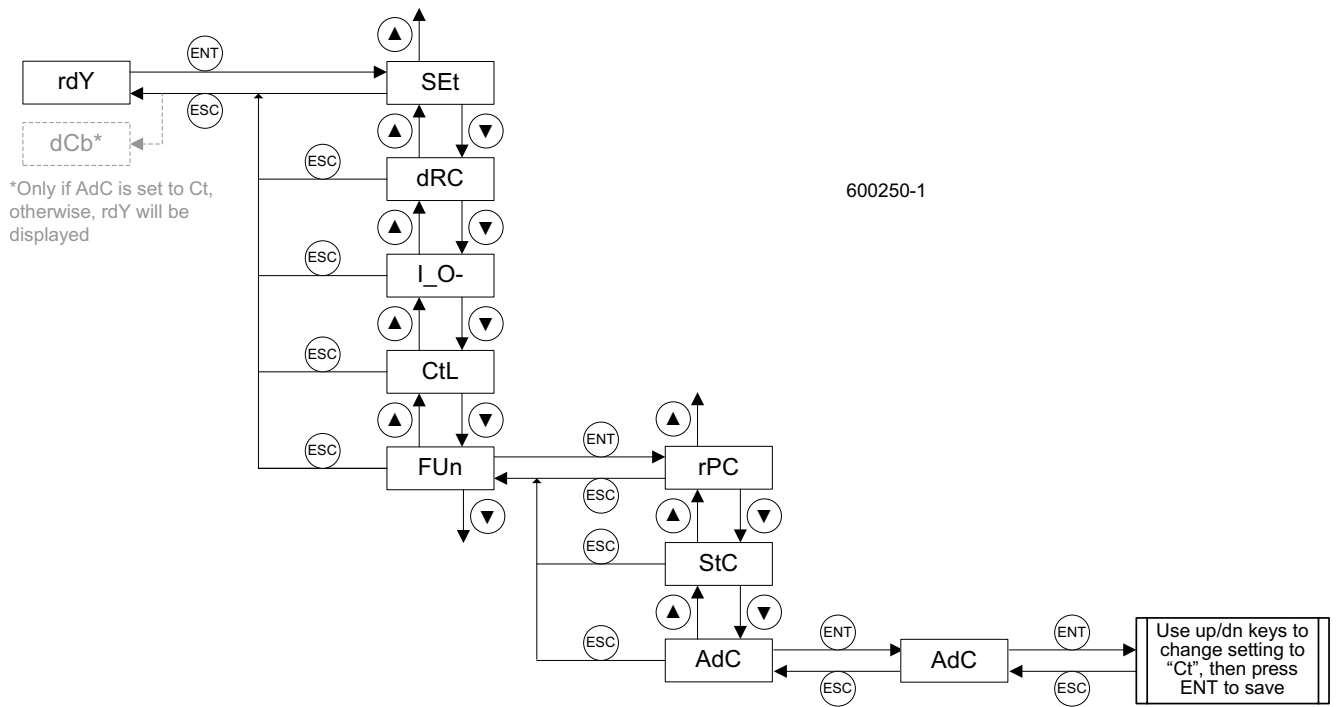 ENT
rdY
SEt
ESC
dCb*
*Only if AdC is set to Ct,
otherwise, rdY will be
displayed
ESC
dRC
600250-1
ESC
I_O-
ESC
CtL
ESC
FUn
ENT
rPC
ESC
ESC
StC
ESC
AdC
ENT
ESC
AdC
ENT
ESC
Use up/dn keys to
change setting to
“Ct”, then press
ENT to save